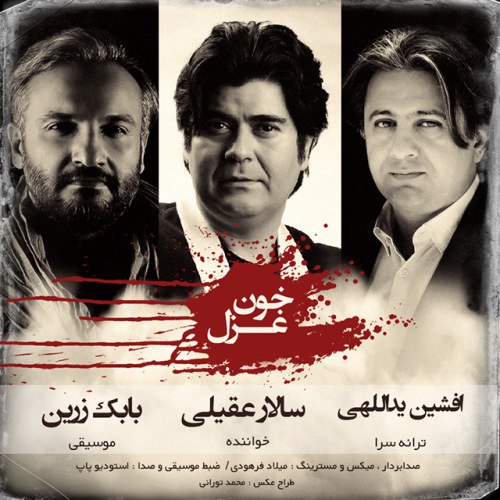 خون
غزل
افشین یداللهی
سالار عقیلی
بابک زرین
ترانه سرا
خواننده
موسیقی
صدابردار ، میکس و مسترینگ : میلاد فرهودی / ضبط موسیقی و صدا : استودیو پاپ
طراح عکس : محمد تورانی